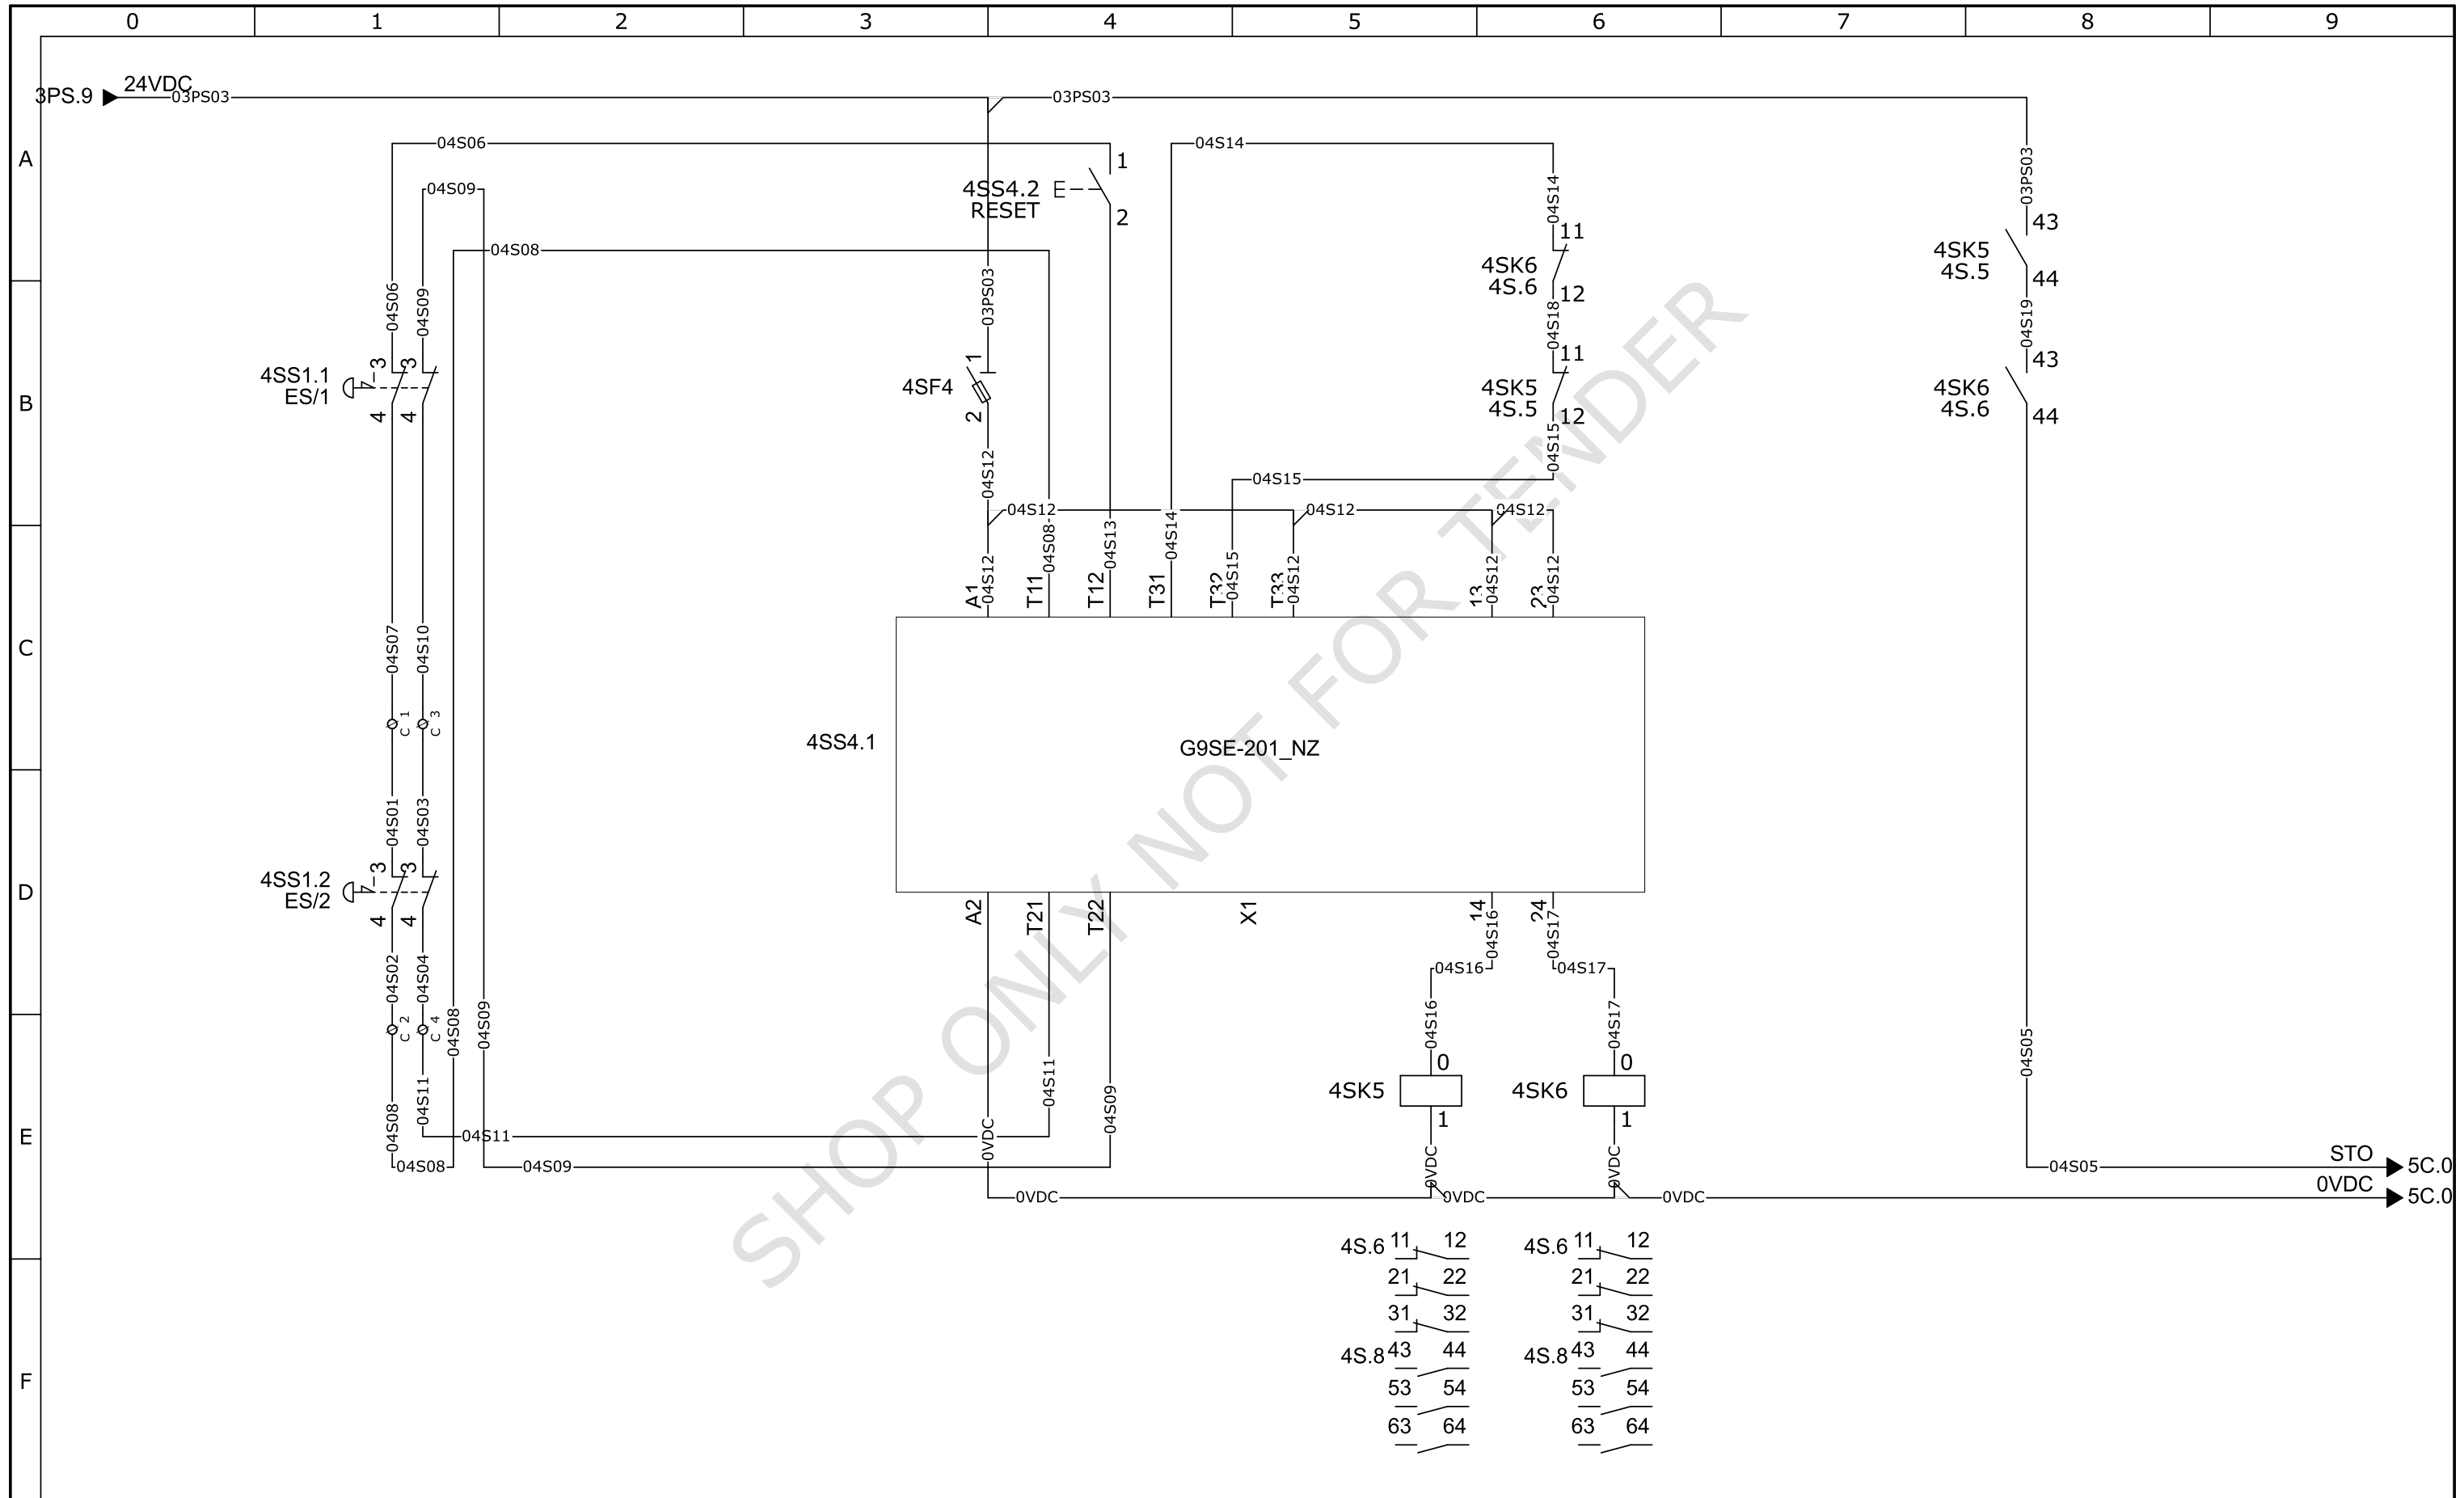 0 1 2 3 4 5 6 7 8 9
24VDC
3PS.9 03PS03 03PS03
04S06 04S14
A
1
03PS03
04S09 4SS4.2
RESET
2
04S14
04S08
11
43
4SK6
4S.6
12
4SK5
4S.5
44
04S06 04S09 03PS03 04S18 04S19
3 3 1 11 43
4SS1.1
ES/1
4SF4
4SK5
4S.5
4SK6
4S.6
B
4 4 2 12 44
04S15
04S12
04S15
04S12 04S12 04S12
04S12 04S08 04S13 04S14 04S15 04S12 04S12 04S12
A1 T11 T12 T31 T32 T33 13 23
C
04S07 04S10
C 1 C 3
4SS4.1 G9SE-201_NZ
04S01 04S03
3 3
4SS1.2
ES/2
D
4 4
A2 T21 T22 X1 14 24
04S16 04S17
04S02 04S04
04S16 04S17
C 2 C 4
04S08 04S09 04S16 04S17 04S05
0 0
4SK5 4SK6
1 1
04S08 04S11 04S11 04S09
E
04S11 0VDC 0VDC 0VDC
04S08 04S09 04S05 STO 5C.0
0VDC 0VDC 0VDC 0VDC 5C.0
4S.6 11 12 4S.6 11 12
21 22 21 22
31 32 31 32
4S.8 43 44 4S.8 43 44
F
53 54 53 54
63 64 63 64
SHOP ONLY NOT FOR TENDER